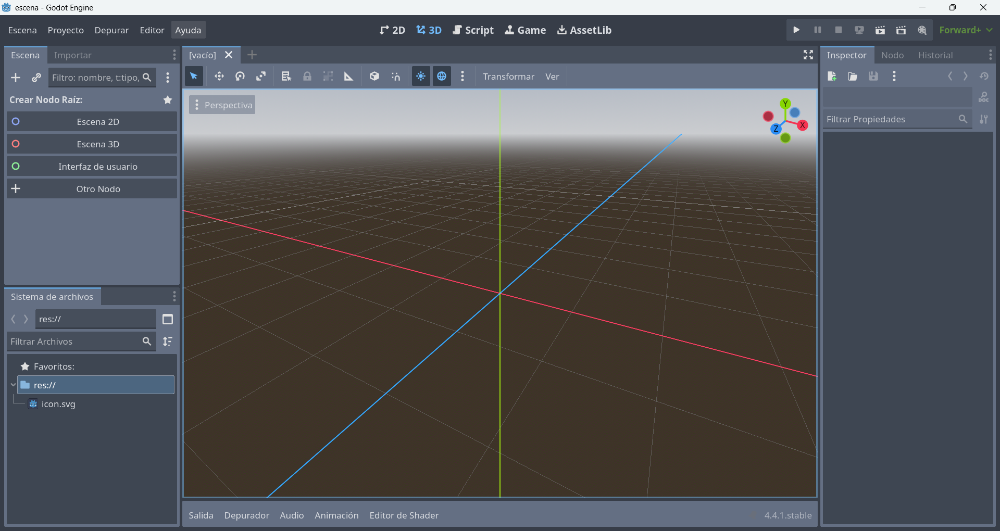 escena - Godot Engine
Escena Proyecto Depurar Editor Ayuda
2D 3D Script Game AssetLib
Forward+
Escena Importar
[vacío]
Inspector Nodo Historial
Filtro: nombre, t:tipo,
Transformar Ver
Crear Nodo Raíz:
DOC
Perspectiva
Y
X
Z
Filtrar Propiedades
Escena 2D
Escena 3D
Interfaz de usuario
Otro Nodo
Sistema de archivos
res://
Filtrar Archivos
Favoritos:
res://
icon.svg
Salida Depurador Audio Animación Editor de Shader
4.4.1.stable